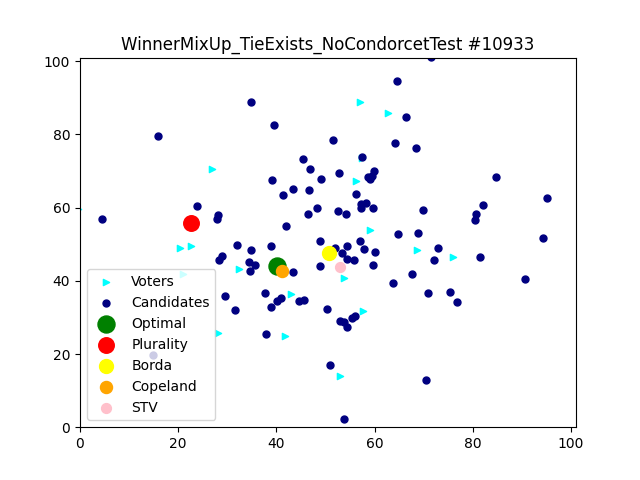 WinnerMixUp_TieExists_NoCondorcetTest #10933
100
80
60
40
20
0
Voters
Candidates
Optimal
Plurality
Borda
Copeland
STV
0 20 40 60 80 100